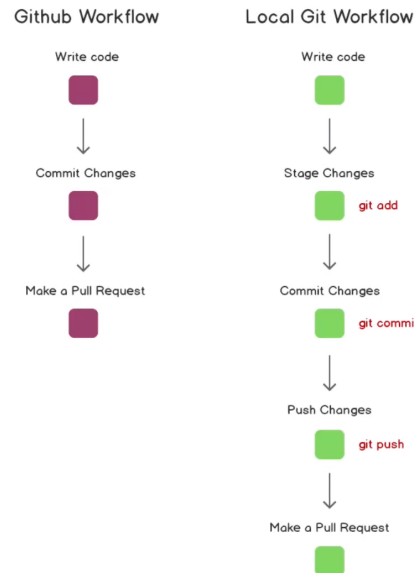 Github Workflow
Write code
Commit Changes
Make a Pull Request
Local Git Workflow
Write code
Stage Changes
git add
Commit Changes
git commi
Push Changes
git push
Make a Pull Request